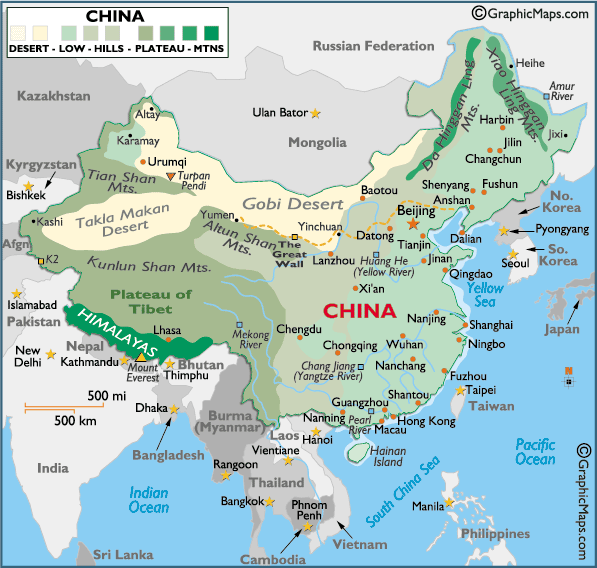 CHINA
DESERT - LOW - HILLS - PLATEAU - MTNS
©GraphicMaps.com
Russian Federation
Kazakhstan
Heihe
Xiao Hinggan
Ling Mts.
Da Hinggan Ling
Mts.
Amur
River
Altay
Ulan Bator
Harbin
Jixi
Karamay
Mongolia
Jilin
Changchun
Urumqi
Kyrgyzstan
Turpan
Pendi
Tian Shan
Mts.
Bishkek
Shenyang
Fushun
Anshan
Baotou
Gobi Desert
Beijing
No.
Korea
Takla Makan
Desert
Kashi
Yumen
Yinchuan
Datong
Tianjin
Dalian
Pyongyang
Altun Shan
Mts.
The
Great
Wall
Afgn
K2
Lanzhou
Huang He
(Yellow River)
Jinan
Seoul
So.
Korea
Kunlun Shan Mts.
Qingdao
Xi'an
Yellow
Sea
Islamabad
Pakistan
Plateau of
Tibet
CHINA
Nanjing
Shanghai
Japan
HIMALAYAS
Lhasa
Mekong
River
Chengdu
Wuhan
Ningbo
New
Delhi
Nepal
Kathmandu
Mount
Everest
Bhutan
Thimphu
Chongqing
Chang Jiang
(Yangtze River)
Nanchang
Fuzhou
Taipei
500 mi
500 km
Shantou
Guangzhou
Taiwan
Dhaka
Burma
(Myanmar)
Nanning
Pearl
River
Hong Kong
Macau
Laos
Hanoi
Bangladesh
Vientiane
Hainan
Island
Pacific
Ocean
India
Rangoon
Thailand
South China Sea
Indian
Ocean
Bangkok
Phnom
Penh
Manila
Philippines
Vietnam
Sri Lanka
Cambodia
©GraphicMaps.com